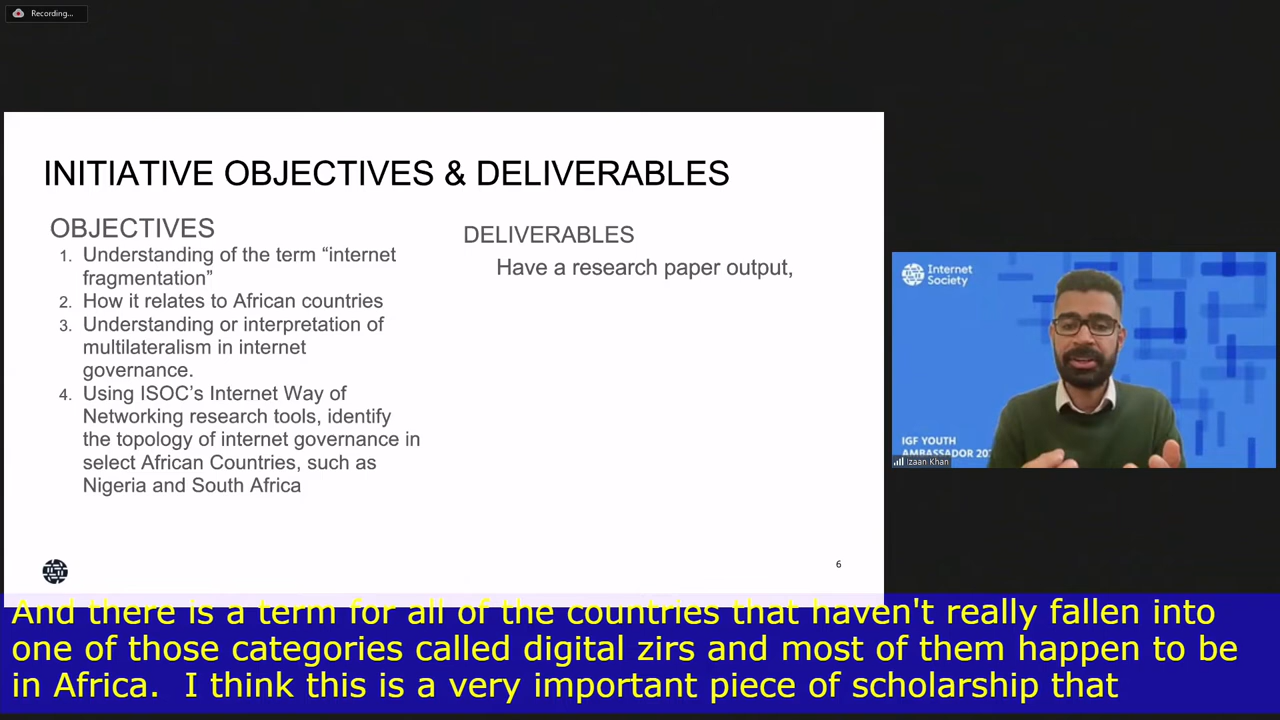 Recording...
INITIATIVE OBJECTIVES & DELIVERABLES
OBJECTIVES
1. Understanding of the term “internet
fragmentation”
2. How it relates to African countries
3. Understanding or interpretation of
multilateralism in internet
governance.
4. Using ISOC’s Internet Way of
Networking research tools, identify
the topology of internet governance in
select African Countries, such as
Nigeria and South Africa
DELIVERABLES
Have a research paper output,
6
Internet
Society
IGF YOUTH
AMBASSADOR
Izaan Khan
And there is a term for all of the countries that haven't really fallen into
one of those categories called digital zirs and most of them happen to be
in Africa.  I think this is a very important piece of scholarship that